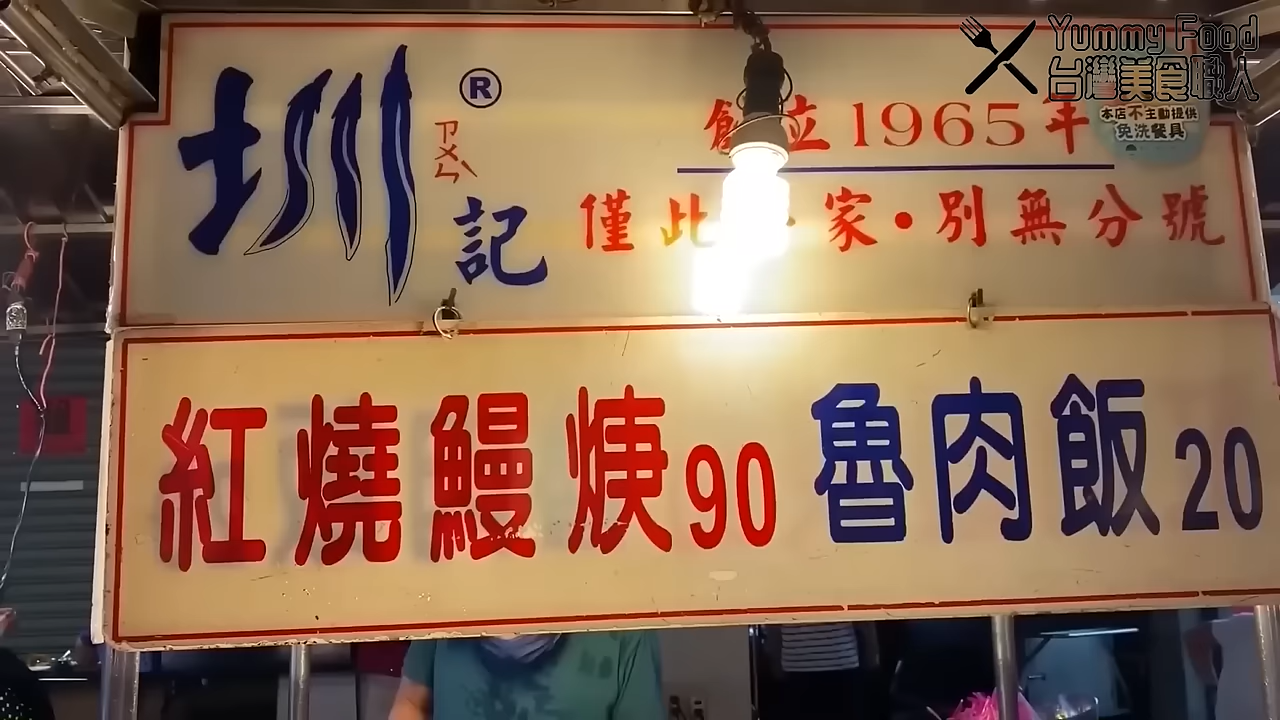 Yummy Food
台灣美食職人
圳
®
ㄗㄨㄣˋ
記
創立1965年
本店不主動提供
免洗餐具
僅此家・別無分號
紅燒鰻焿90
魯肉飯20